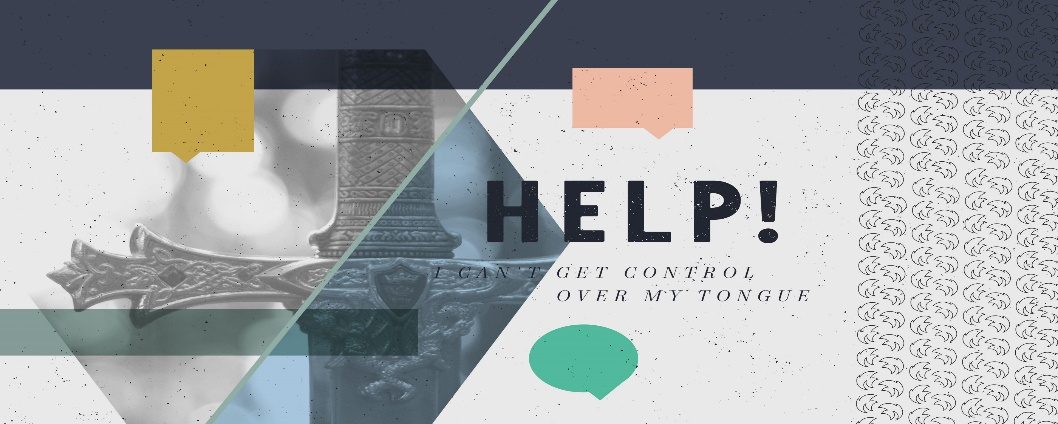 HELP!
I CAN'T GET CONTROL
OVER MY TONGUE